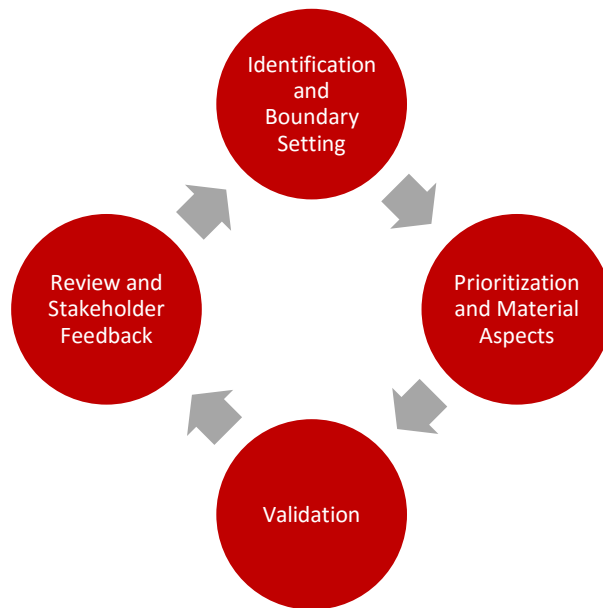 Identification
and
Boundary
Setting
Prioritization
and Material
Aspects
Validation
Review and
Stakeholder
Feedback